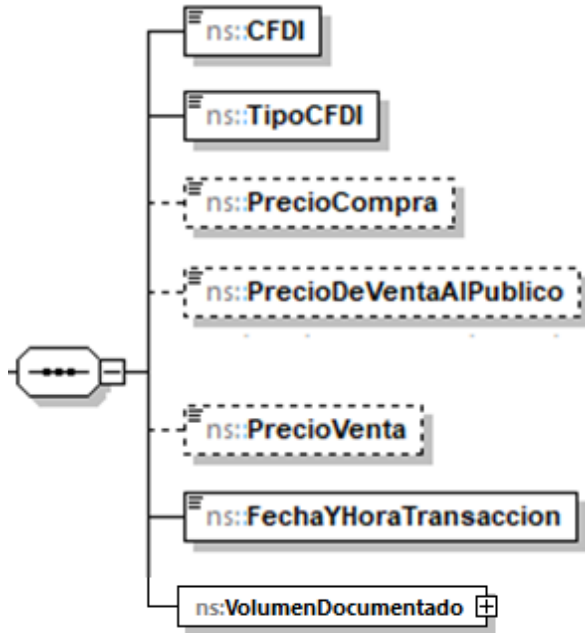 ns::CFDI
ns::TipoCFDI
ns::PrecioCompra
ns::PrecioDeVentaAlPublico
ns::PrecioVenta
ns::FechaYHoraTransaccion
ns:VolumenDocumentado